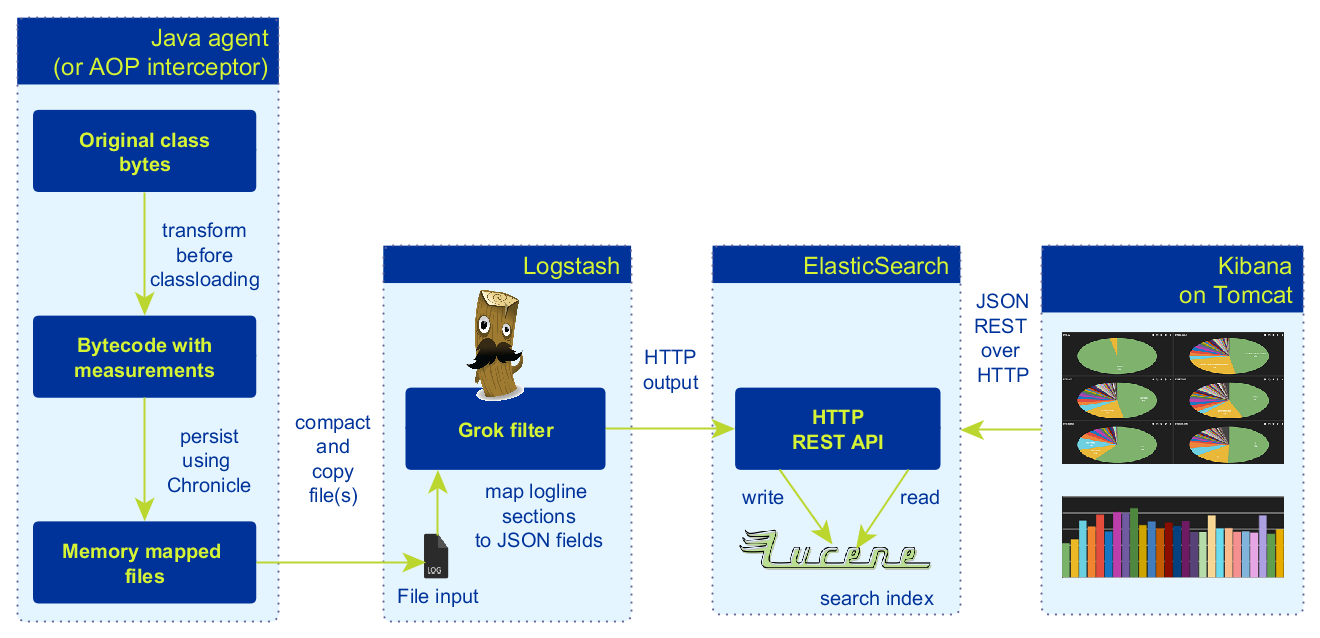 Java agent
(or AOP interceptor)
Original class
bytes
transform
before
classloading
Bytecode with
measurements
persist
using
Chronicle
Memory mapped
files
compact
and
copy
file(s)
Logstash
Grok filter
map logline
sections
to JSON fields
LOG
File input
HTTP
output
ElasticSearch
HTTP
REST API
write
read
Lucene
search index
JSON
REST
over
HTTP
Kibana
on Tomcat